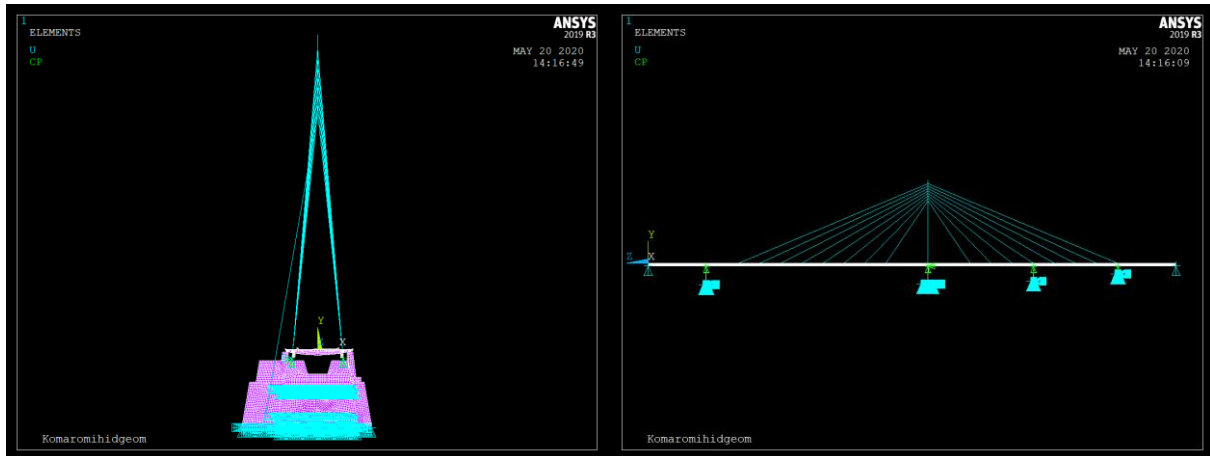 1
ELEMENTS
U
CP
ANSYS
2019 R3
MAY 20 2020
14:16:49
Y
X
Komaromihidgeom
1
ELEMENTS
U
CP
ANSYS
2019 R3
MAY 20 2020
14:16:09
Y
Z
X
Komaromihidgeom